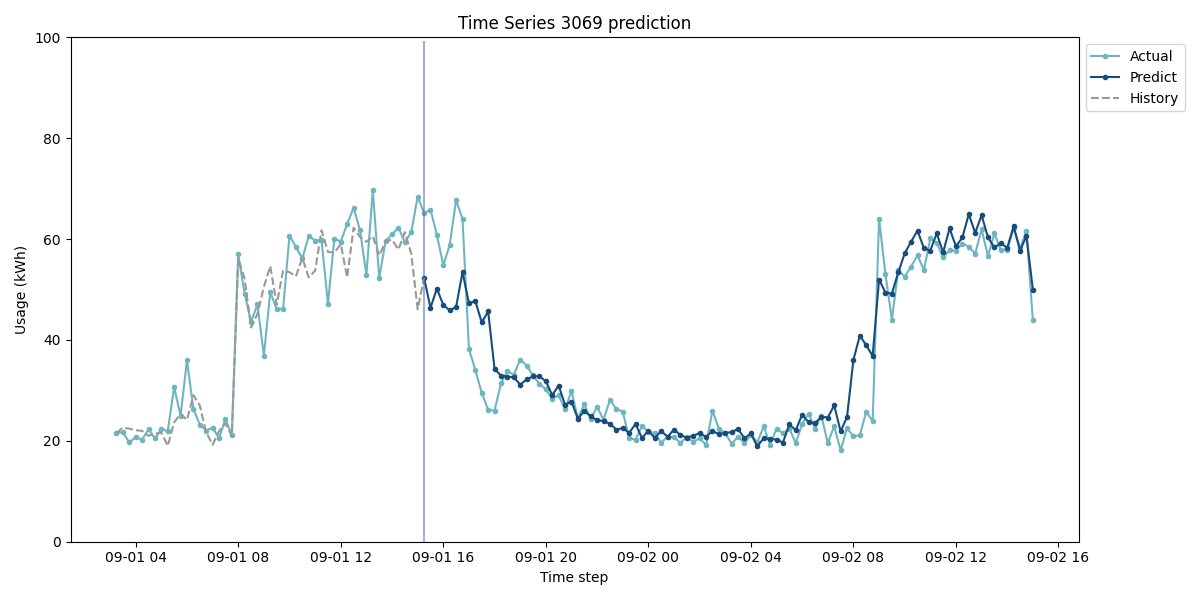 Time Series 3069 prediction
100
80
60
40
20
0
Usage (kWh)
09-01 04
09-01 08
09-01 12
09-01 16
09-01 20
09-02 00
09-02 04
09-02 08
09-02 12
09-02 16
Time step
Actual
Predict
History